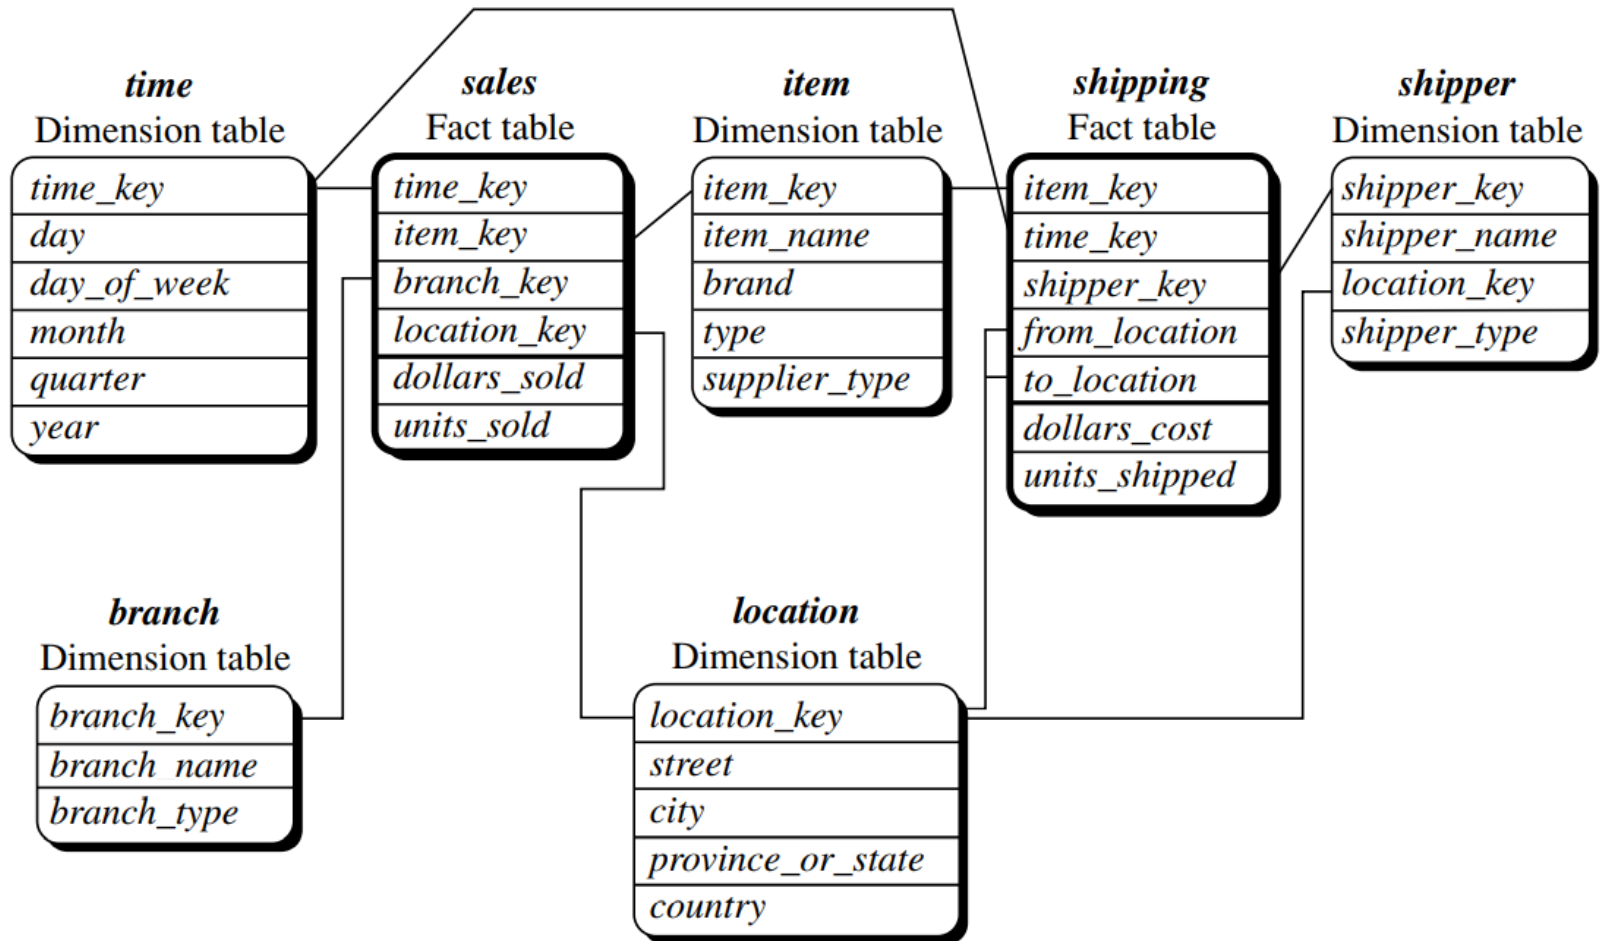 time
Dimension table
time_key
day
day_of_week
month
quarter
year
sales
Fact table
time_key
item_key
branch_key
location_key
dollars_sold
units_sold
item
Dimension table
item_key
item_name
brand
type
supplier_type
shipping
Fact table
item_key
time_key
shipper_key
from_location
to_location
dollars_cost
units_shipped
shipper
Dimension table
shipper_key
shipper_name
location_key
shipper_type
branch
Dimension table
branch_key
branch_name
branch_type
location
Dimension table
location_key
street
city
province_or_state
country